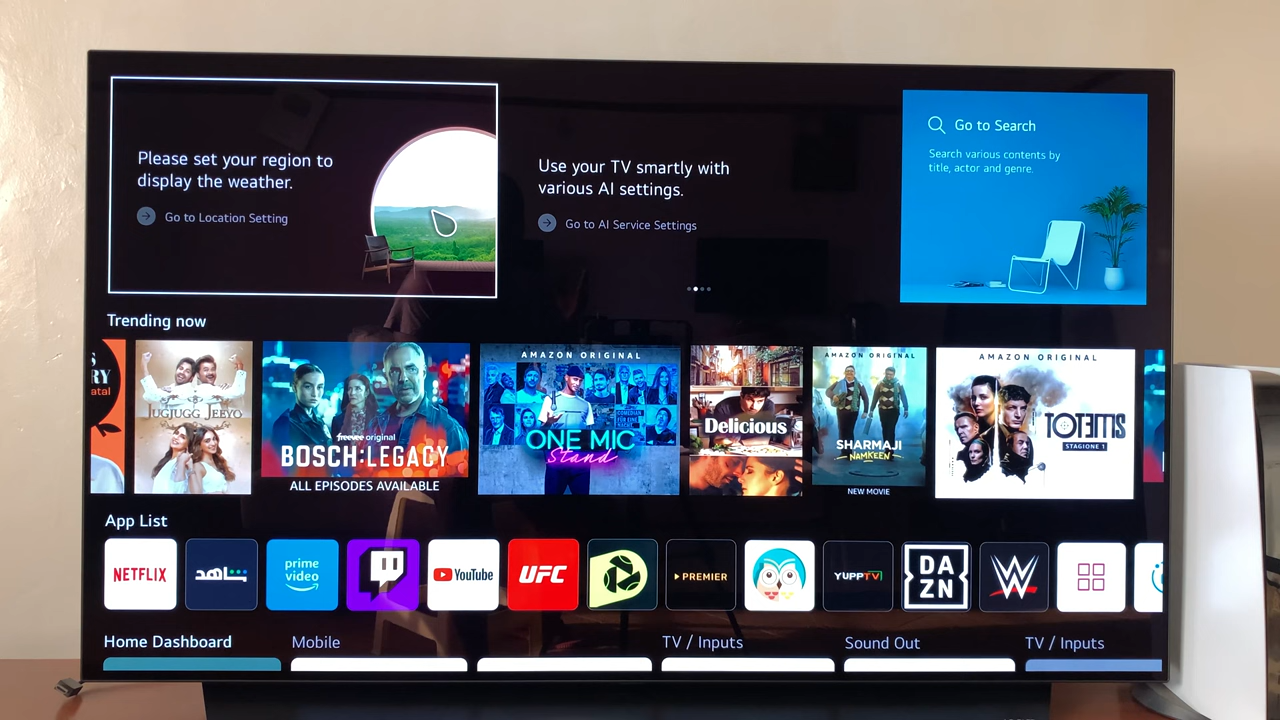 Please set your region to
display the weather.
Go to Location Setting
Use your TV smartly with
various AI settings.
Go to AI Service Settings
Go to Search
Search various contents by
title, actor and genre.
Trending now
RY
atal
JUGJUGG JEEYO
freevee original
BOSCH:LEGACY
ALL EPISODES AVAILABLE
AMAZON ORIGINAL
ONE MIC
Stand
Delicious
AMAZON ORIGINAL
SHARMAJI
NAMKEEN
NEW MOVIE
AMAZON ORIGINAL
TOTEMS
STAGIONE 1
App List
NETFLIX
شاهد
prime
video
YouTube
UFC
PREMIER
YUPPTV
DA
ZN
W
Home Dashboard
Mobile
TV / Inputs
Sound Out
TV / Inputs